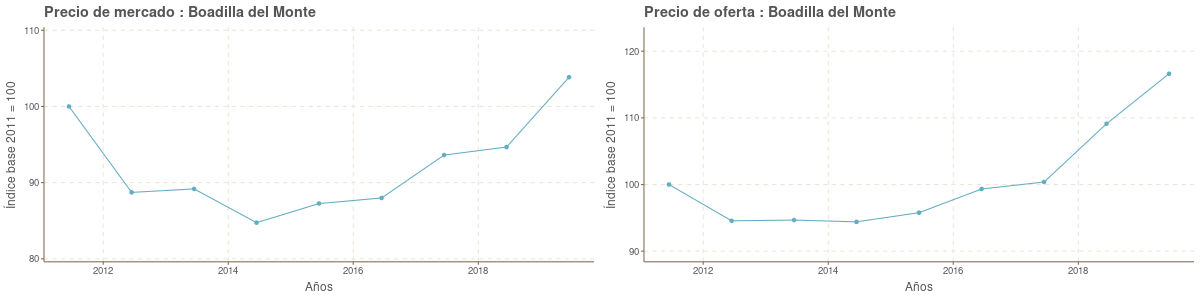 Precio de mercado : Boadilla del Monte
Índice base 2011 = 100
110
100
90
80
2012
2014
2016
2018
Años
Precio de oferta : Boadilla del Monte
Índice base 2011 = 100
120
110
100
90
2012
2014
2016
2018
Años